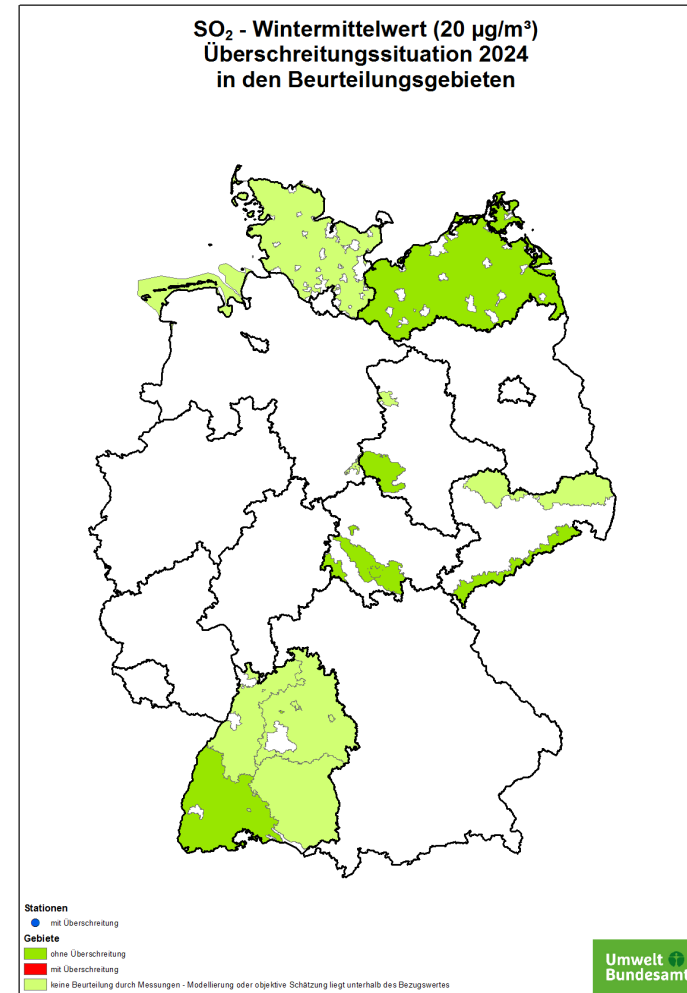 SO₂ - Wintermittelwert (20 µg/m³)
Überschreitungssituation 2024
in den Beurteilungsgebieten
Stationen
mit Überschreitung
Gebiete
ohne Überschreitung
mit Überschreitung
keine Beurteilung durch Messungen - Modellierung oder objektive Schätzung liegt unterhalb des Bezugswertes
Umwelt
Bundesamt